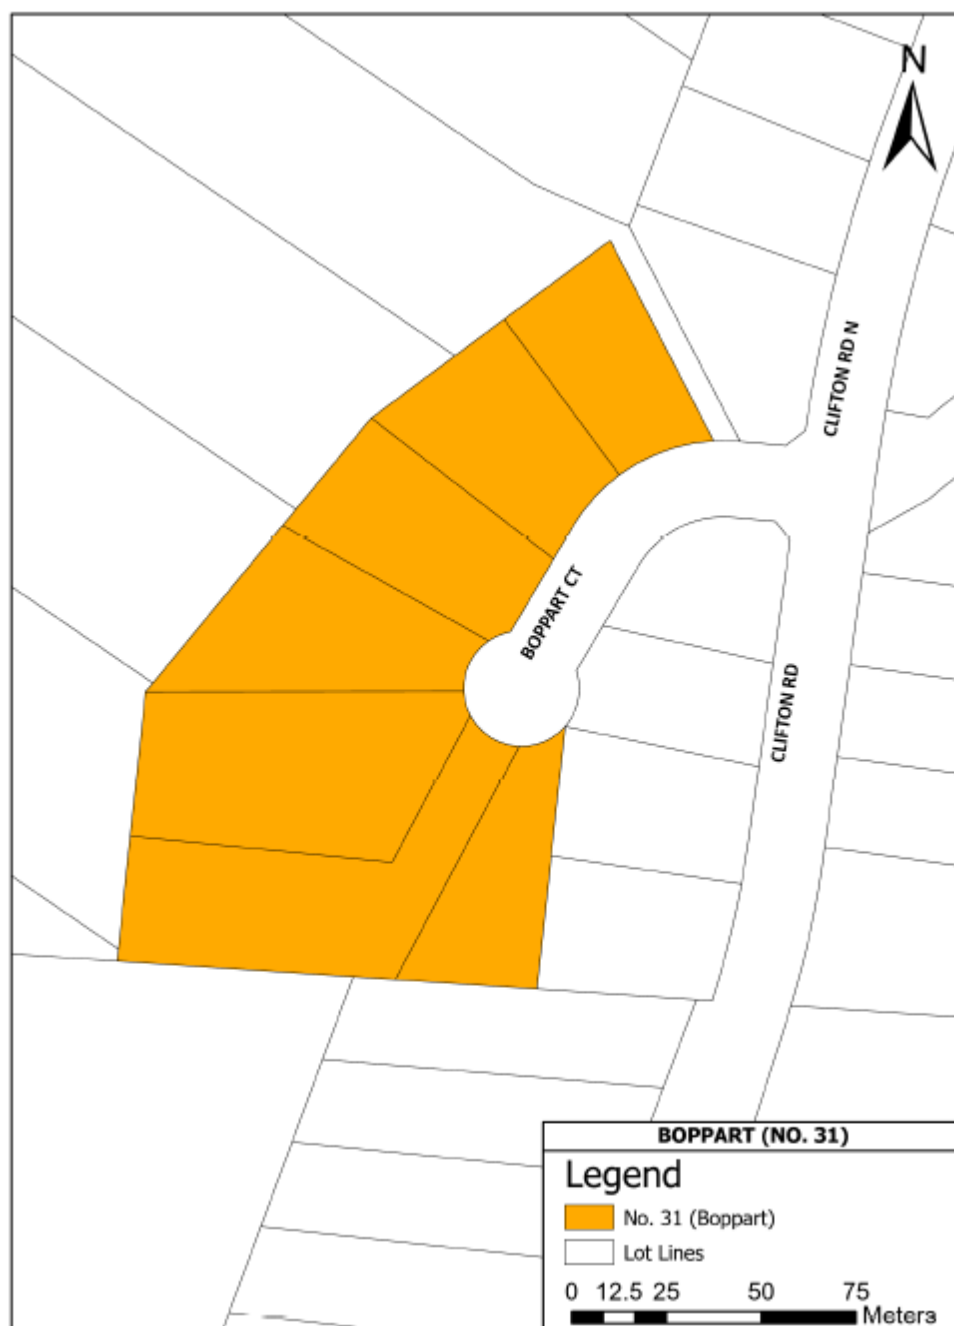 N
CLIFTON RD N
BOPPART CT
CLIFTON RD
BOPPART (NO. 31)
Legend
No. 31 (Boppart)
Lot Lines
0 12.5 25 50 75
Meters